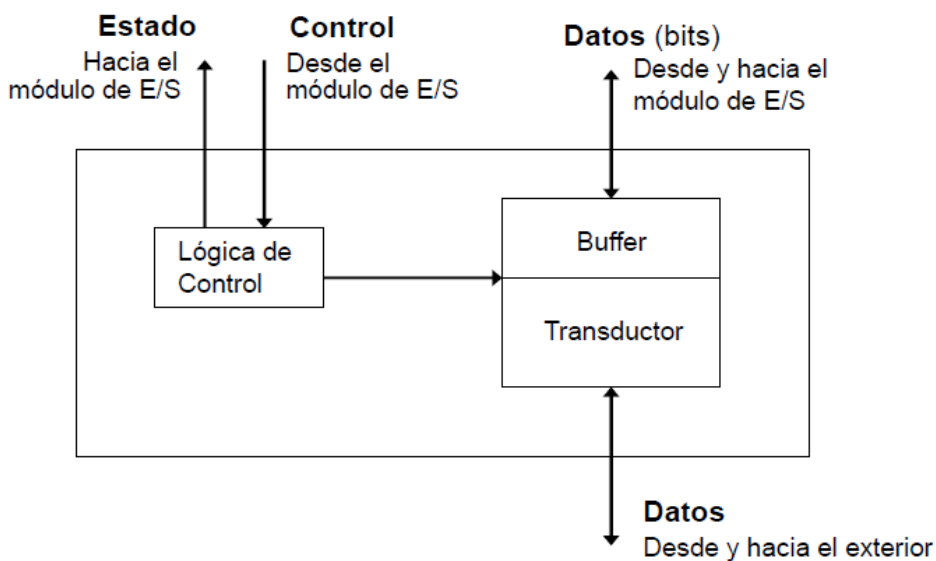 Estado
Hacia el
módulo de E/S
Control
Desde el
módulo de E/S
Datos (bits)
Desde y hacia el
módulo de E/S
Lógica de
Control
Buffer
Transductor
Datos
Desde y hacia el exterior